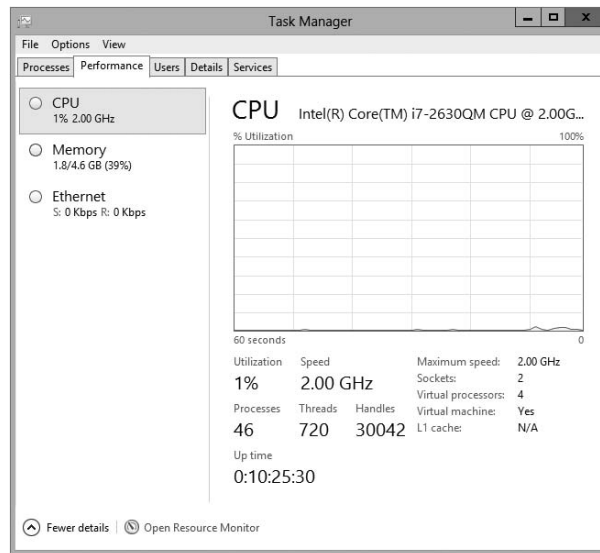 Task Manager
File Options View
Processes Performance Users Details Services
CPU
1% 2.00 GHz
Memory
1.8/4.6 GB (39%)
Ethernet
S: 0 Kbps R: 0 Kbps
CPU Intel(R) Core(TM) i7-2630QM CPU @ 2.00G...
% Utilization 100%
60 seconds 0
Utilization Speed
1% 2.00 GHz
Processes Threads Handles
46 720 30042
Up time
0:10:25:30
Maximum speed: 2.00 GHz
Sockets: 2
Virtual processors: 4
Virtual machine: Yes
L1 cache: N/A
Fewer details Open Resource Monitor